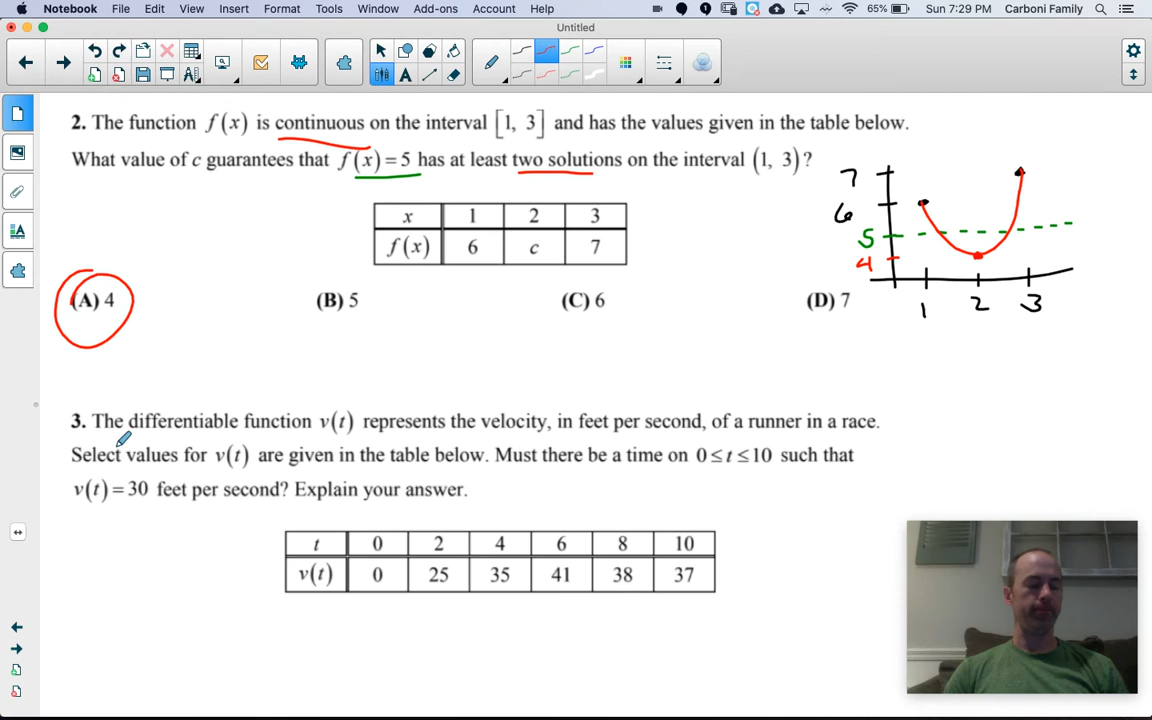 Notebook File Edit View Insert Format Tools Window Add-ons Account Help 65% Sun 7:29 PM Carboni Family
Untitled
2. The function f(x) is continuous on the interval [1, 3] and has the values given in the table below.
What value of c guarantees that f(x) = 5 has at least two solutions on the interval (1, 3)?
x 1 2 3
f(x) 6 c 7
(A) 4 (B) 5 (C) 6 (D) 7
7
6
5
4
1 2 3
3. The differentiable function v(t) represents the velocity, in feet per second, of a runner in a race.
Select values for v(t) are given in the table below. Must there be a time on 0 ≤ t ≤ 10 such that
v(t) = 30 feet per second? Explain your answer.
t 0 2 4 6 8 10
v(t) 0 25 35 41 38 37